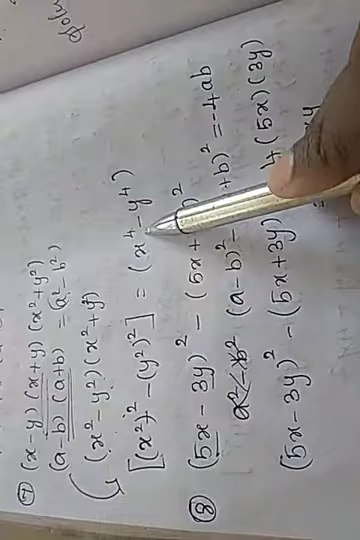 ⑦ (x-y)(x+y)(x²+y²)
(a-b)(a+b) = (a²-b²)
(x²-y²)(x²+y²)
[(x²)²-(y²)²] = (x⁴-y⁴)
⑧ (5x-3y)² - (5x+ )²
(a-b)² - +b)² = -4ab
(5x-3y)² - (5x+3y) 4(5x)(3y)